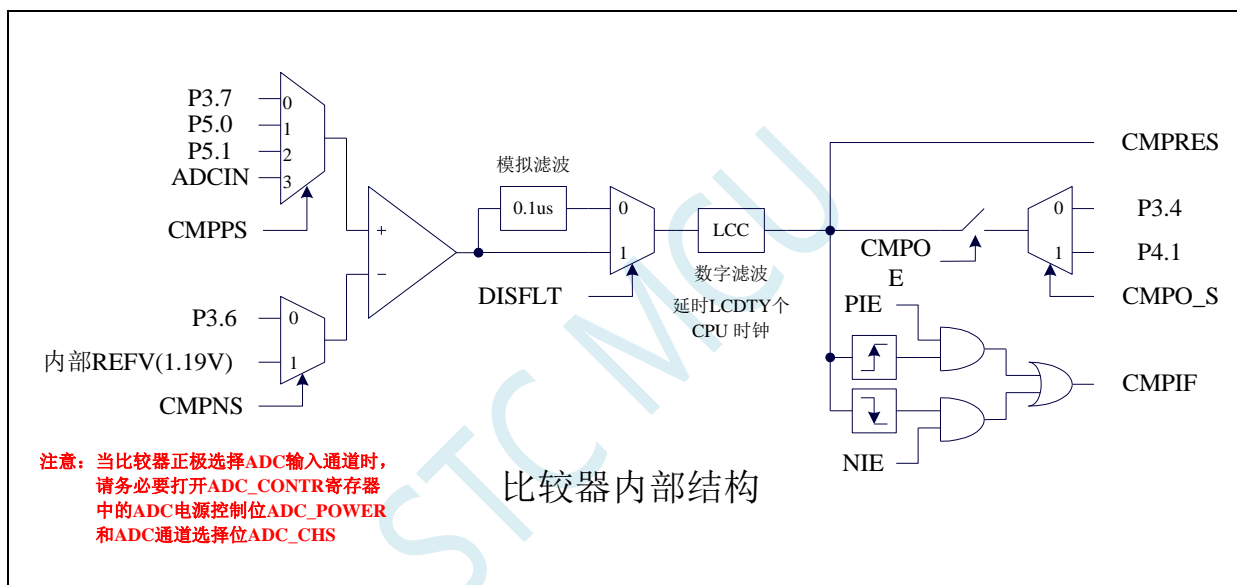 P3.7
P5.0
P5.1
ADCIN
0
1
2
3
CMPPS
+
−
P3.6
内部REFV(1.19V)
0
1
CMPNS
模拟滤波
0.1us
0
1
DISFLT
LCC
数字滤波
延时LCDTY个
CPU 时钟
CMPRES
CMPO
E
0
1
P3.4
P4.1
CMPO_S
PIE
NIE
CMPIF
注意：当比较器正极选择ADC输入通道时，
请务必要打开ADC_CONTR寄存器
中的ADC电源控制位ADC_POWER
和ADC通道选择位ADC_CHS
比较器内部结构
STC MCU